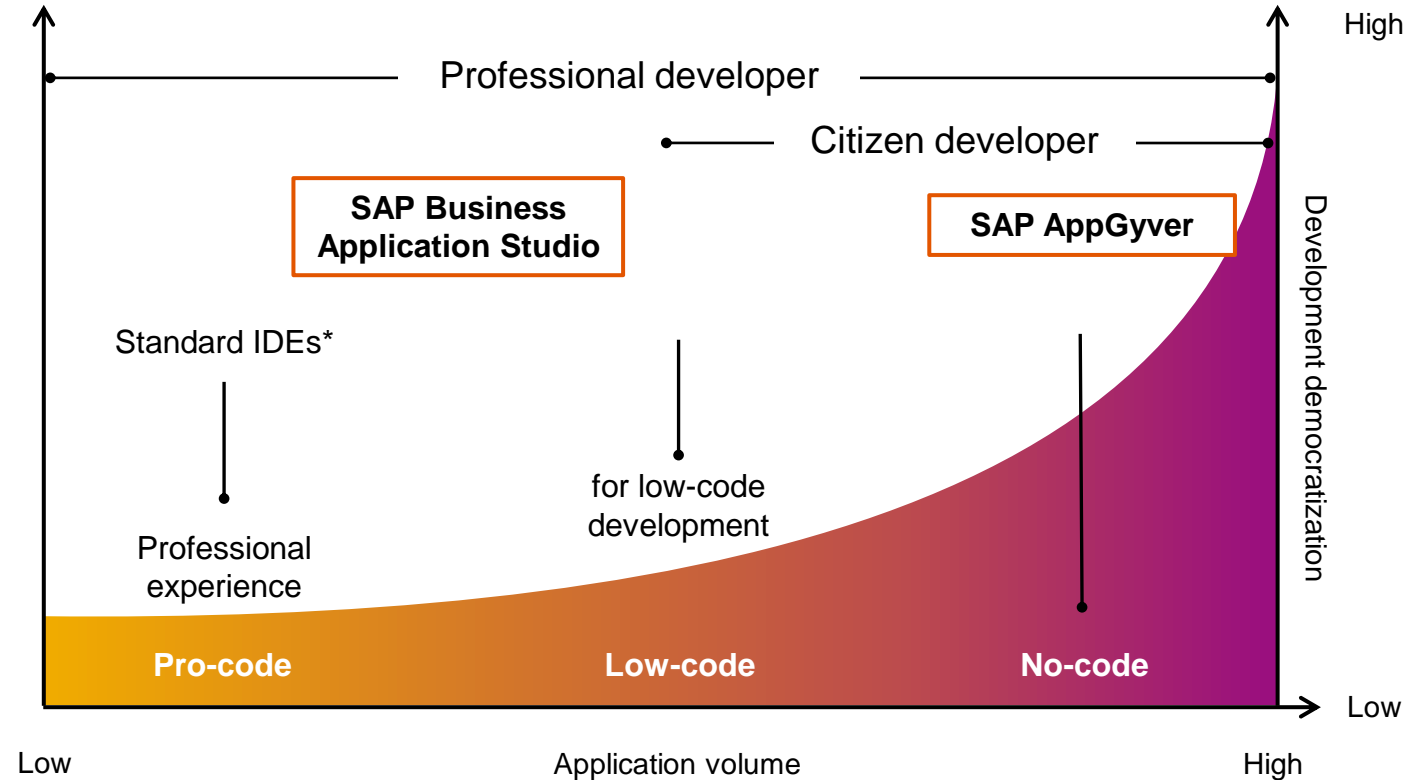 High
Professional developer
Citizen developer
SAP Business
Application Studio
SAP AppGyver
Development democratization
Standard IDEs*
for low-code
development
Professional
experience
Pro-code
Low-code
No-code
Low
Low
Application volume
High